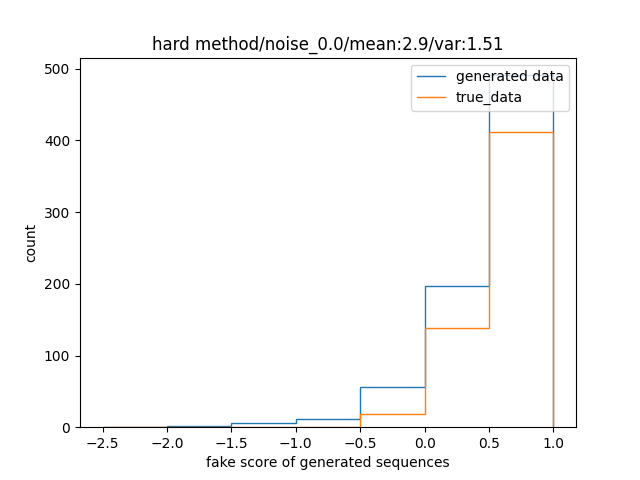 hard method/noise_0.0/mean:2.9/var:1.51
generated data
true_data
500
400
300
200
100
0
count
−2.5 −2.0 −1.5 −1.0 −0.5 0.0 0.5 1.0
fake score of generated sequences